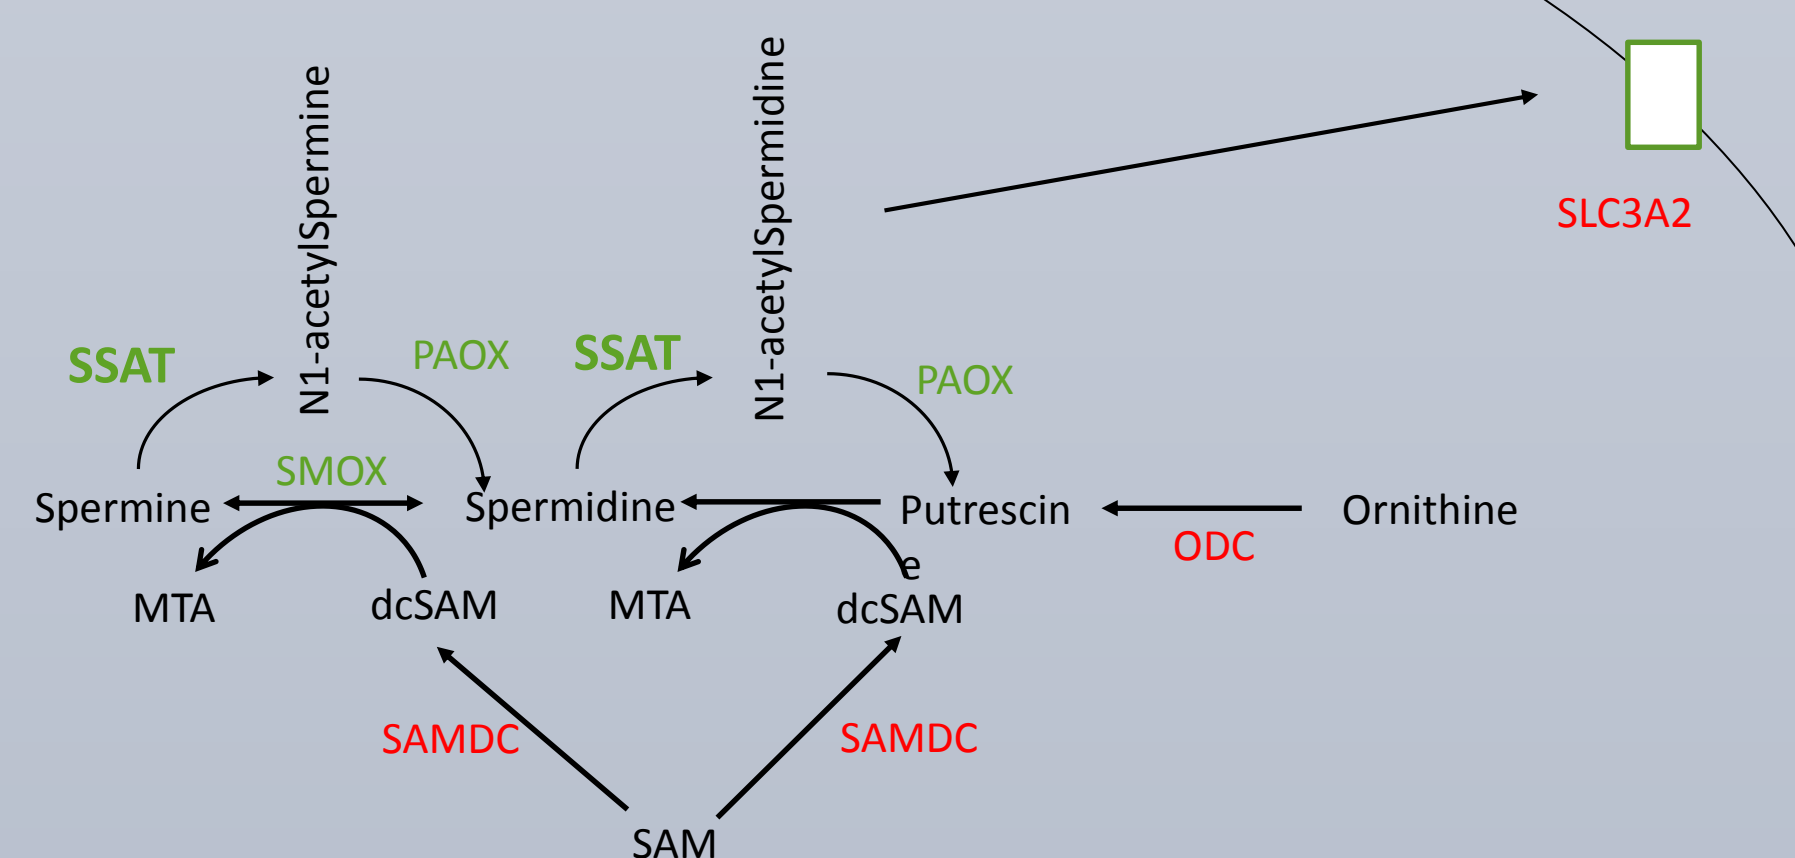 N1-acetylSpermine
N1-acetylSpermidine
SLC3A2
SSAT
PAOX
SSAT
PAOX
SMOX
Spermine
Spermidine
Putrescin
e
Ornithine
ODC
MTA
dcSAM
MTA
dcSAM
SAMDC
SAMDC
SAM